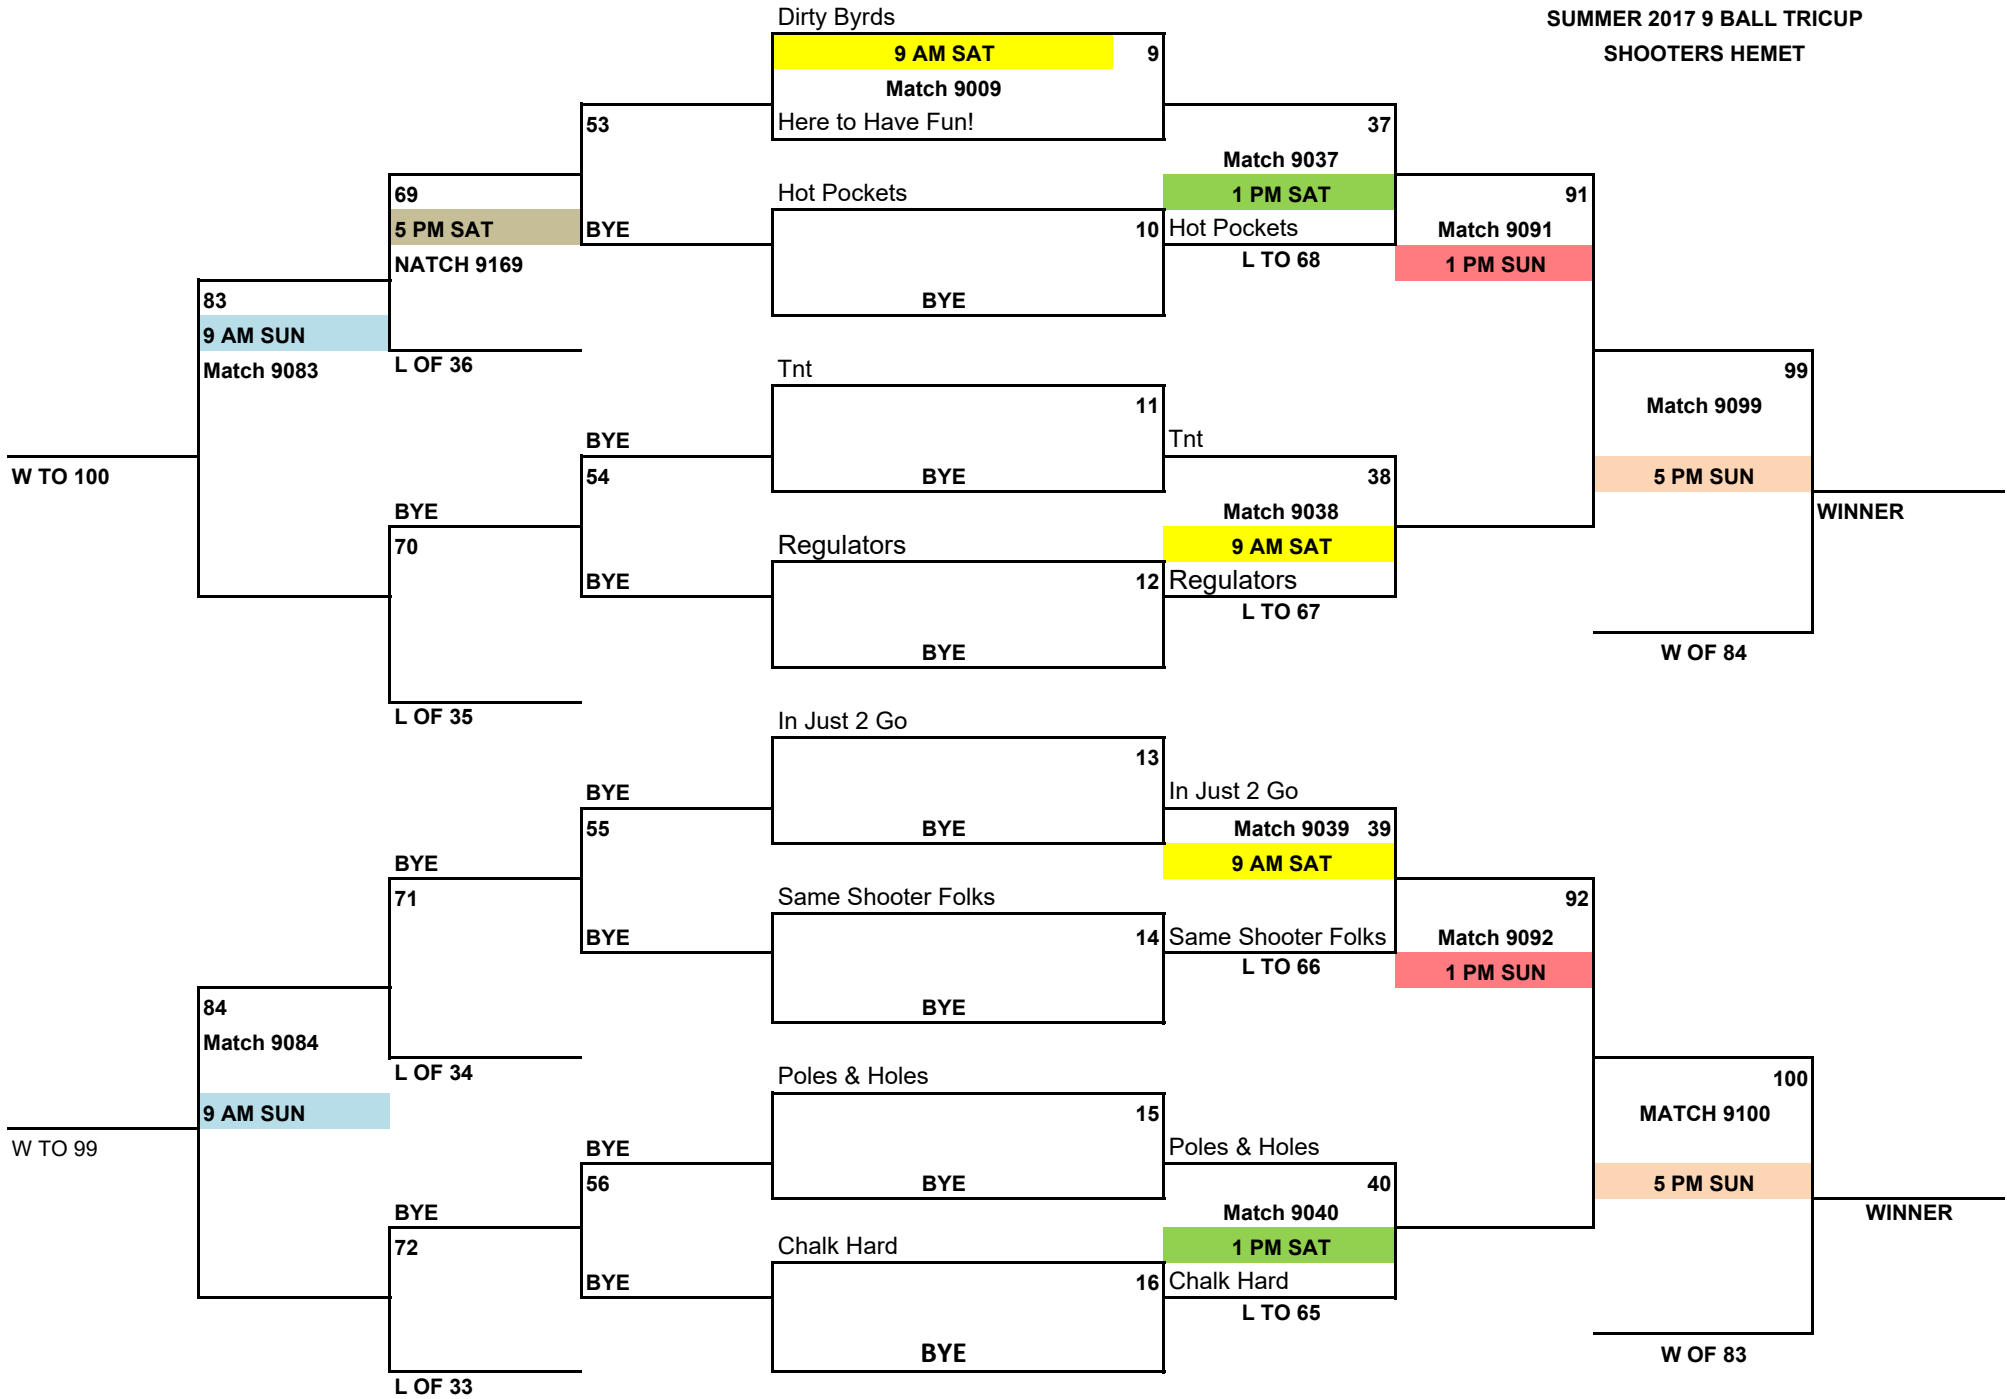 Dirty Byrds
SUMMER 2017 9 BALL TRICUP
9 AM SAT 9
SHOOTERS HEMET
Match 9009
53
Here to Have Fun!
37
Match 9037
69
Hot Pockets
1 PM SAT
91
5 PM SAT
BYE
10
Hot Pockets
Match 9091
NATCH 9169
L TO 68
1 PM SUN
83
BYE
9 AM SUN
L OF 36
Match 9083
Tnt
99
11
Match 9099
BYE
Tnt
W TO 100
54
BYE
38
5 PM SUN
BYE
Match 9038
WINNER
70
Regulators
9 AM SAT
BYE
12
Regulators
L TO 67
BYE
W OF 84
L OF 35
In Just 2 Go
13
BYE
In Just 2 Go
55
BYE
Match 9039 39
BYE
9 AM SAT
71
Same Shooter Folks
92
BYE
14
Same Shooter Folks
Match 9092
L TO 66
1 PM SUN
84
BYE
Match 9084
L OF 34
Poles & Holes
100
9 AM SUN
15
MATCH 9100
W TO 99
BYE
Poles & Holes
56
BYE
40
5 PM SUN
BYE
Match 9040
WINNER
72
Chalk Hard
1 PM SAT
BYE
16
Chalk Hard
L TO 65
BYE
W OF 83
L OF 33